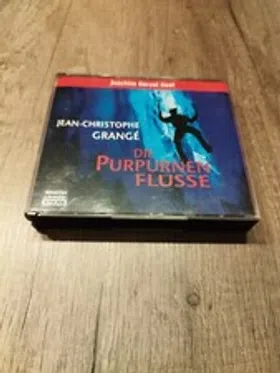 Joachim Kerzel liest
JEAN-CHRISTOPHE
GRANGÉ
DIE
PURPURNEN
FLÜSSE